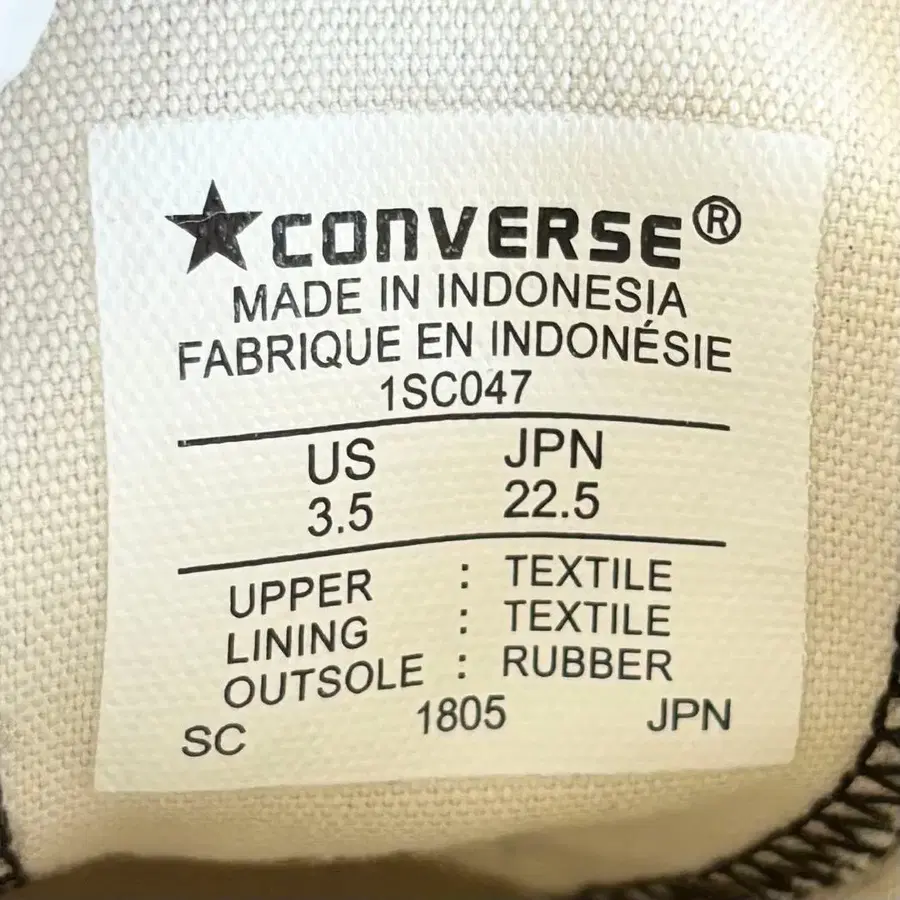 CONVERSE®
MADE IN INDONESIA
FABRIQUE EN INDONÉSIE
1SC047
US JPN
3.5 22.5
UPPER : TEXTILE
LINING : TEXTILE
OUTSOLE : RUBBER
SC 1805 JPN